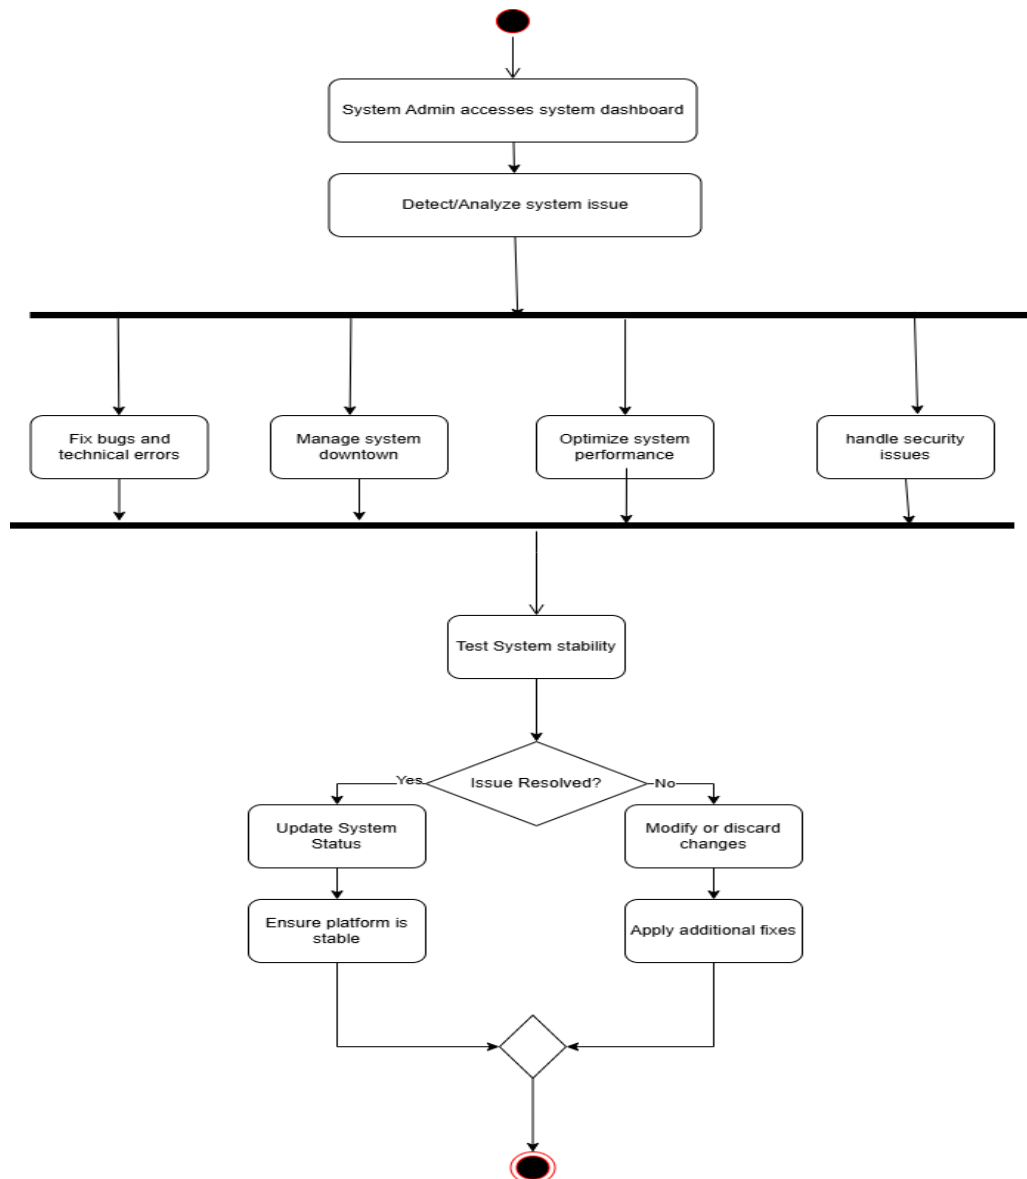 System Admin accesses system dashboard
Detect/Analyze system issue
Fix bugs and
technical errors
Manage system
downtown
Optimize system
performance
handle security
issues
Test System stability
Issue Resolved?
Yes
No
Update System
Status
Modify or discard
changes
Ensure platform is
stable
Apply additional fixes